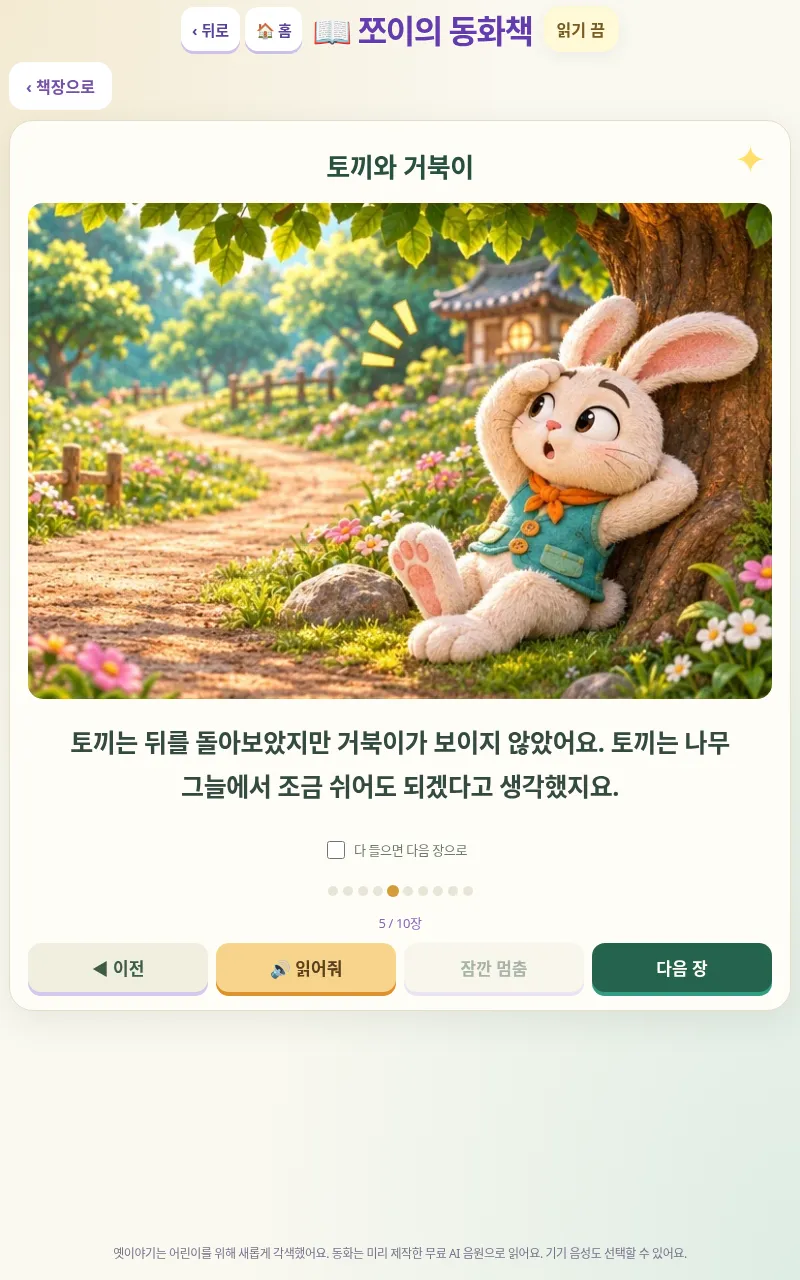 ‹ 뒤로
🏠 홈
📖 쪼이의 동화책
읽기 끔
‹ 책장으로
토끼와 거북이
토끼는 뒤를 돌아보았지만 거북이가 보이지 않았어요. 토끼는 나무
그늘에서 조금 쉬어도 되겠다고 생각했지요.
다 들으면 다음 장으로
5 / 10장
◀ 이전
🔊 읽어줘
잠깐 멈춤
다음 장
옛이야기는 어린이를 위해 새롭게 각색했어요. 동화는 미리 제작한 무료 AI 음원으로 읽어요. 기기 음성도 선택할 수 있어요.